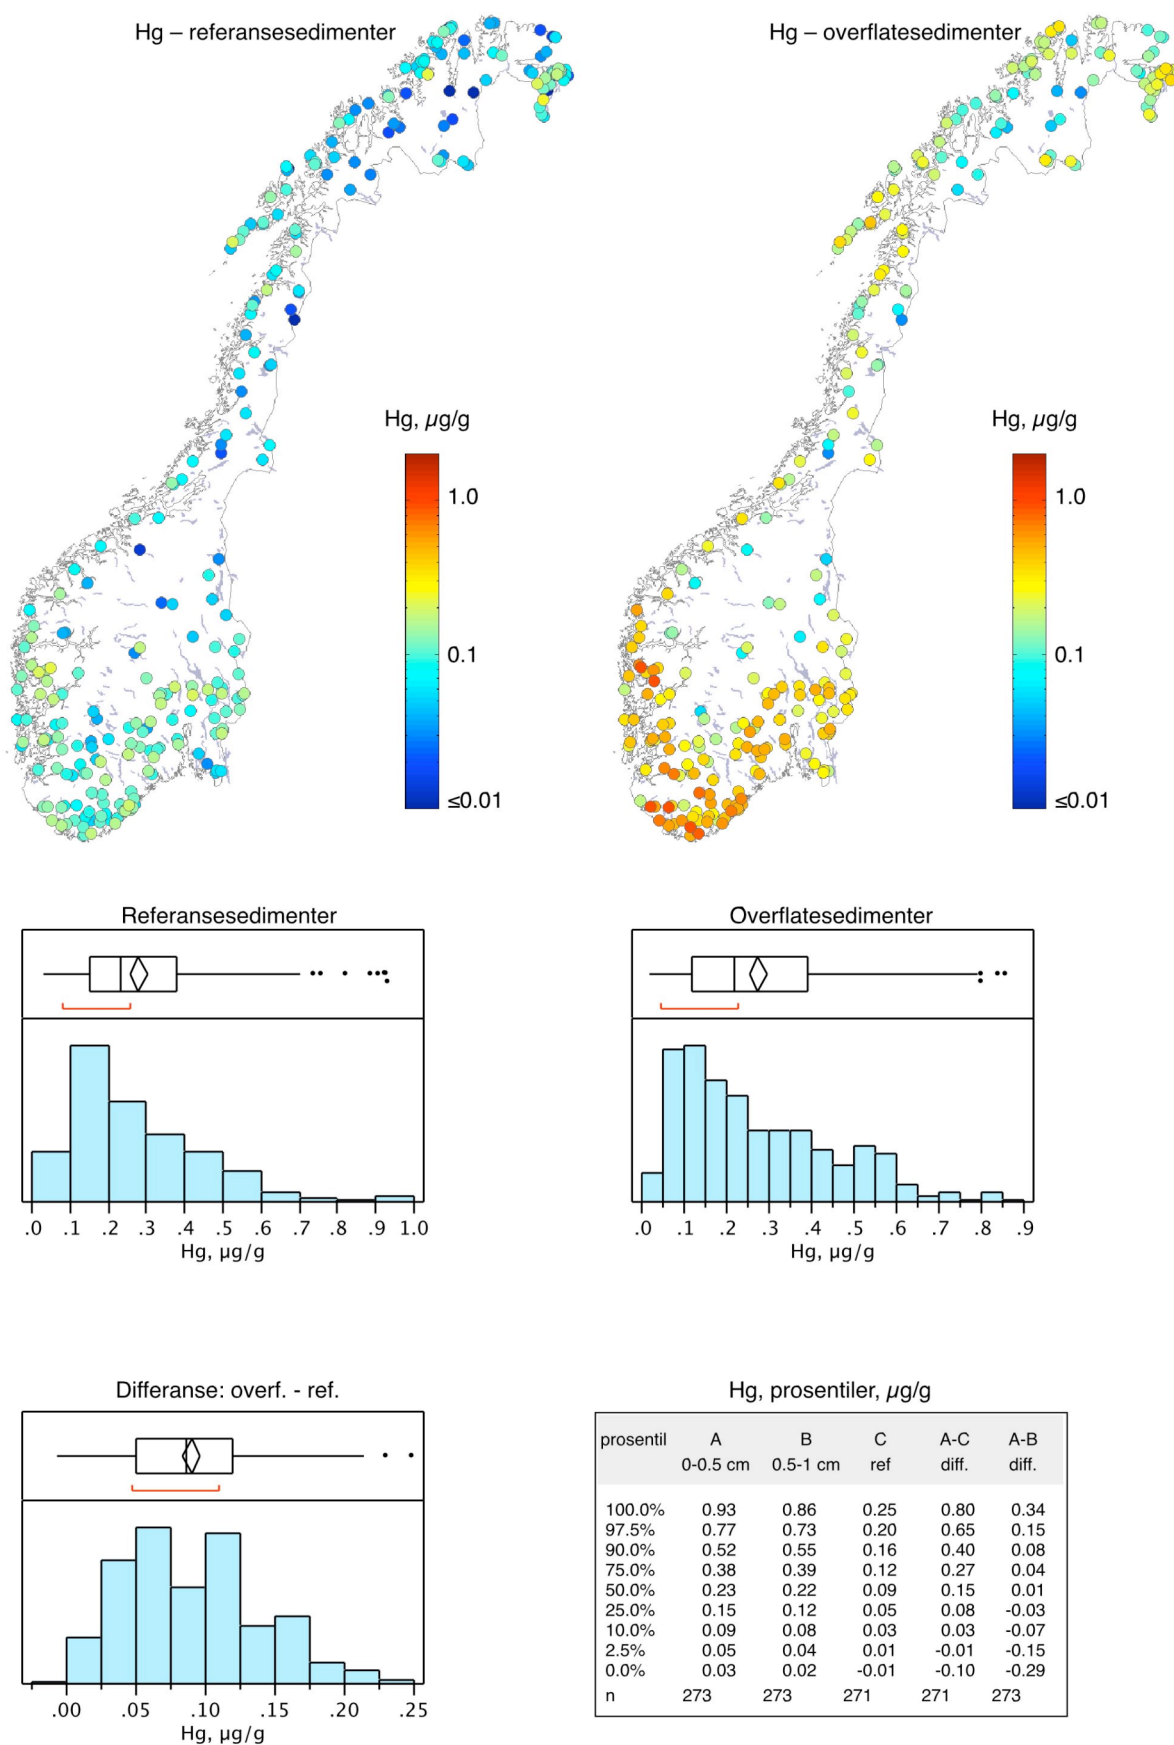 Hg – referansesedimenter
Hg – overflatesedimenter
Hg, µg/g
1.0
0.1
≤0.01
Hg, µg/g
1.0
0.1
≤0.01
Referansesedimenter
.0 .1 .2 .3 .4 .5 .6 .7 .8 .9 1.0
Hg, µg/g
Overflatesedimenter
.0 .1 .2 .3 .4 .5 .6 .7 .8 .9
Hg, µg/g
Differanse: overf. - ref.
.00 .05 .10 .15 .20 .25
Hg, µg/g
Hg, prosentiler, µg/g
prosentil A B C A-C A-B
0-0.5 cm 0.5-1 cm ref diff. diff.
100.0% 0.93 0.86 0.25 0.80 0.34
97.5% 0.77 0.73 0.20 0.65 0.15
90.0% 0.52 0.55 0.16 0.40 0.08
75.0% 0.38 0.39 0.12 0.27 0.04
50.0% 0.23 0.22 0.09 0.15 0.01
25.0% 0.15 0.12 0.05 0.08 -0.03
10.0% 0.09 0.08 0.03 0.03 -0.07
2.5% 0.05 0.04 0.01 -0.01 -0.15
0.0% 0.03 0.02 -0.01 -0.10 -0.29
n 273 273 271 271 273